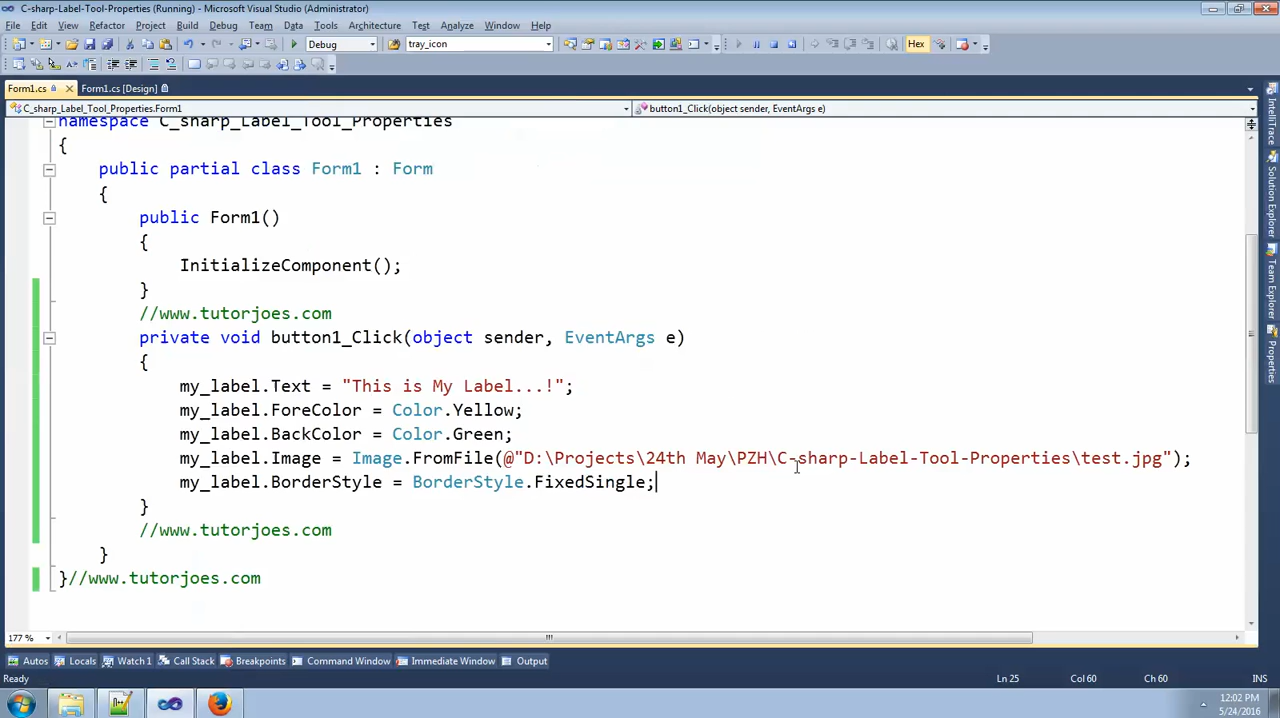 C-sharp-Label-Tool-Properties (Running) - Microsoft Visual Studio (Administrator)
File Edit View Refactor Project Build Debug Team Data Tools Architecture Test Analyze Window Help
Debug tray_icon Hex
Form1.cs Form1.cs [Design]
C_sharp_Label_Tool_Properties.Form1 button1_Click(object sender, EventArgs e)
namespace C_sharp_Label_Tool_Properties
{
public partial class Form1 : Form
{
public Form1()
{
InitializeComponent();
}
//www.tutorjoes.com
private void button1_Click(object sender, EventArgs e)
{
my_label.Text = "This is My Label...!";
my_label.ForeColor = Color.Yellow;
my_label.BackColor = Color.Green;
my_label.Image = Image.FromFile(@"D:\Projects\24th May\PZH\C-sharp-Label-Tool-Properties\test.jpg");
my_label.BorderStyle = BorderStyle.FixedSingle;
}
//www.tutorjoes.com
}
}//www.tutorjoes.com
IntelliTrace
Solution Explorer
Team Explorer
Properties
177 %
Autos Locals Watch 1 Call Stack Breakpoints Command Window Immediate Window Output
Ready Ln 25 Col 60 Ch 60 INS
12:02 PM
5/24/2016